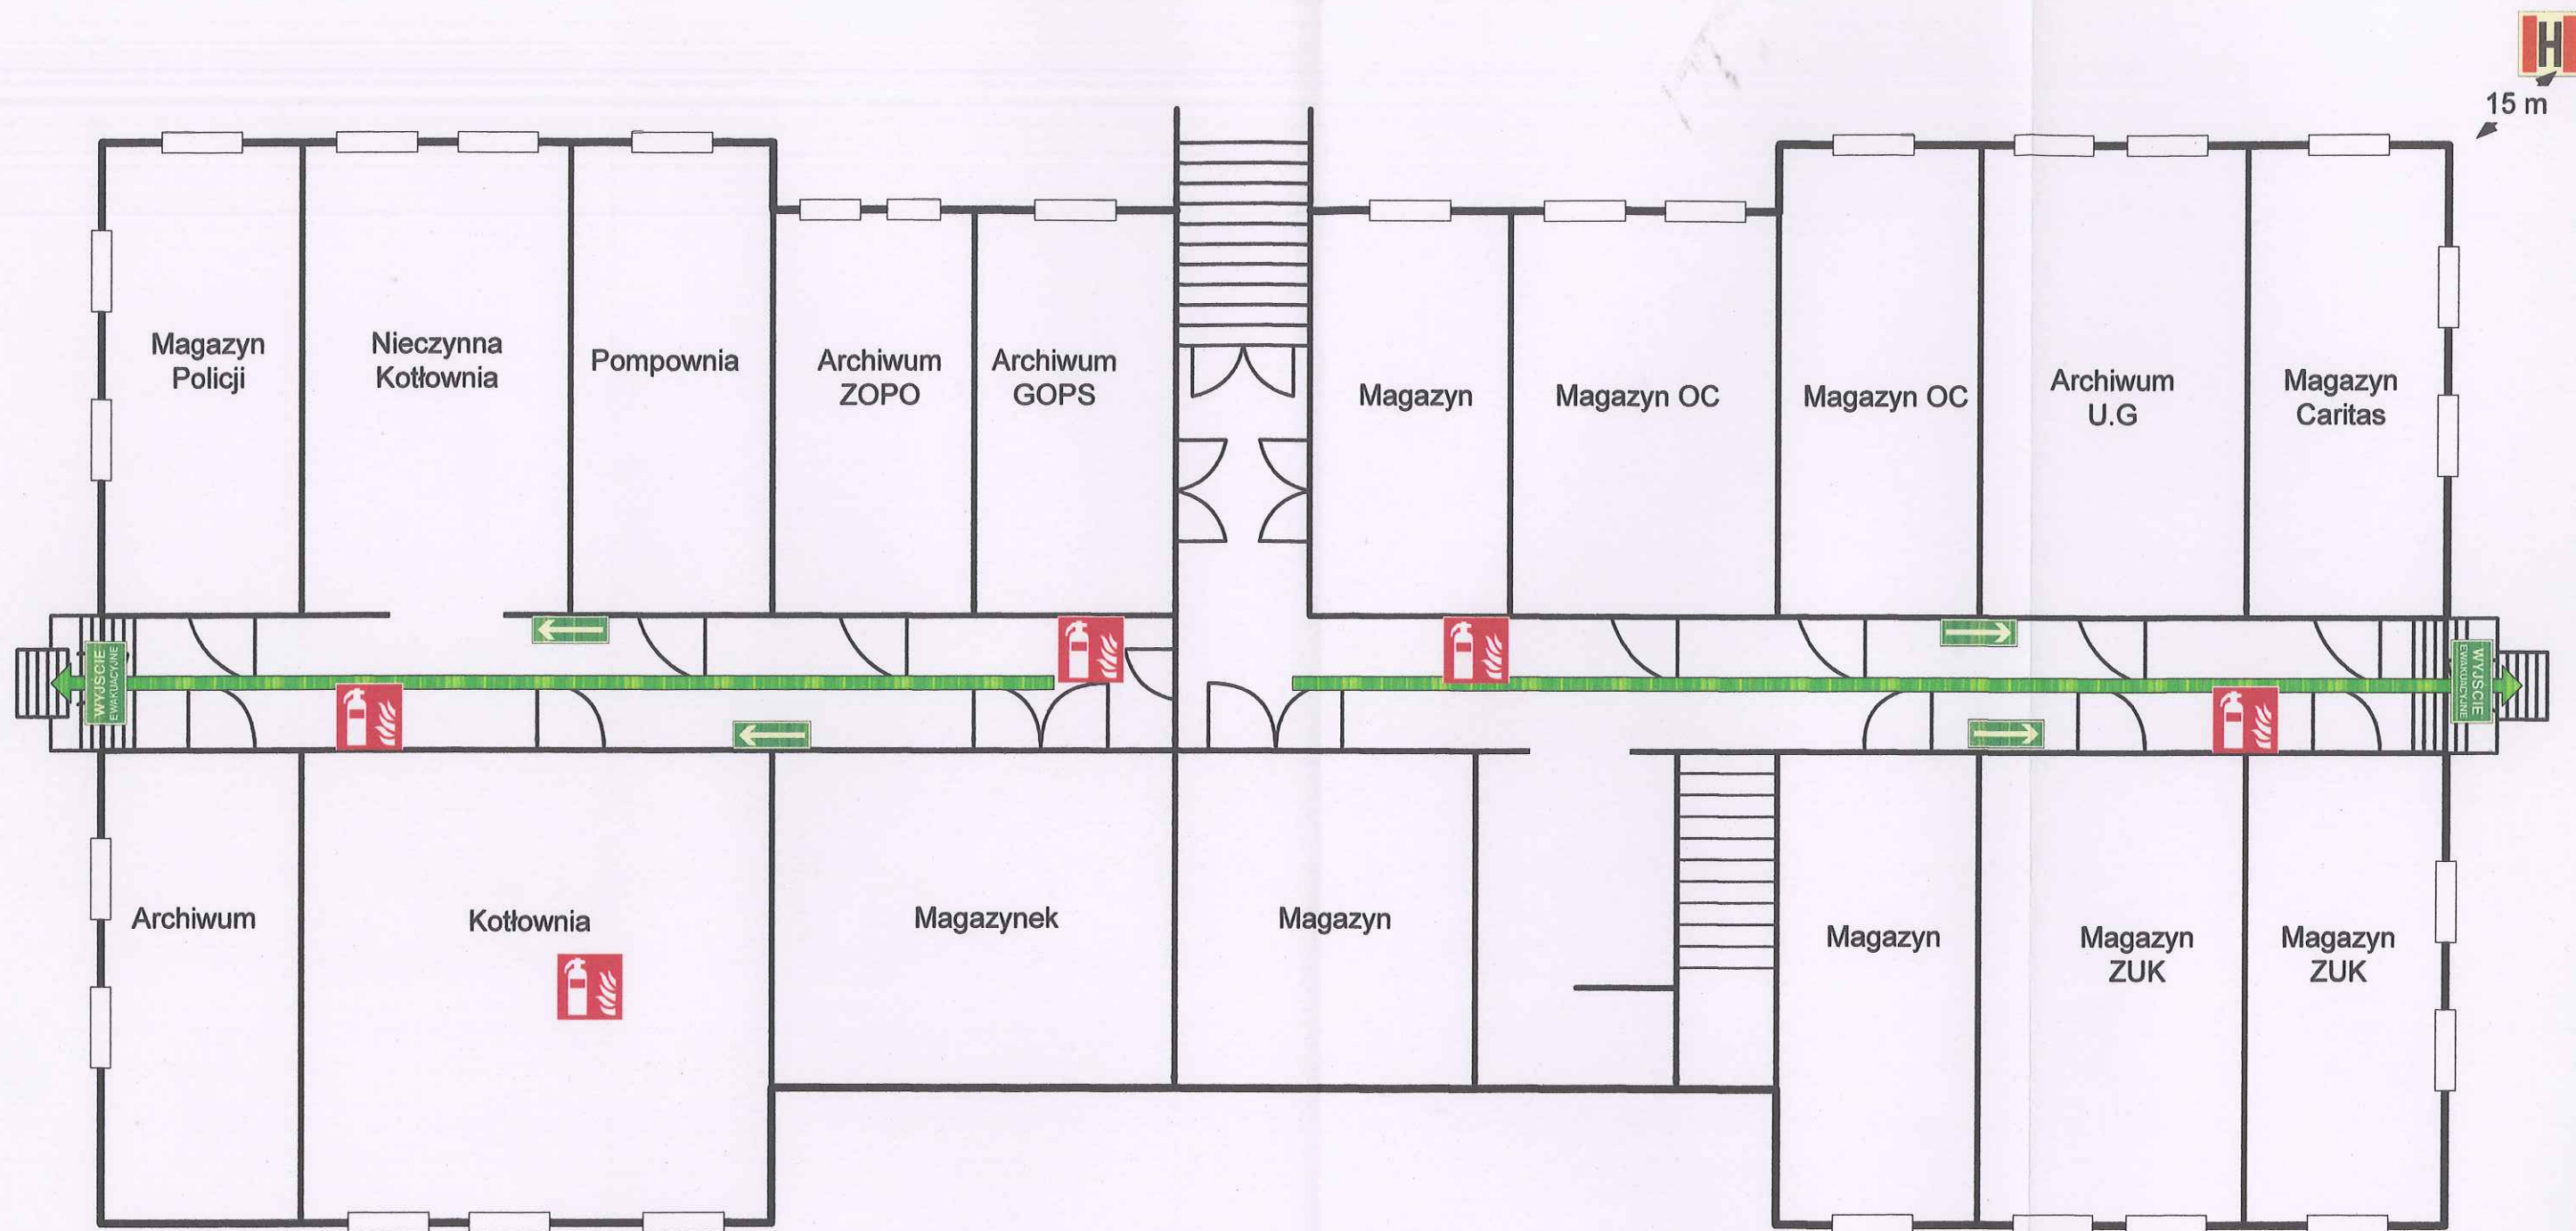 H
15 m
Magazyn
Policji
Nieczynna
Kotłownia
Pompownia
Archiwum
ZOPO
Archiwum
GOPS
Magazyn
Magazyn OC
Magazyn OC
Archiwum
U.G
Magazyn
Caritas
WYJŚCIE
EWAKUACYJNE
WYJŚCIE
EWAKUACYJNE
Archiwum
Kotłownia
Magazynek
Magazyn
Magazyn
Magazyn
ZUK
Magazyn
ZUK